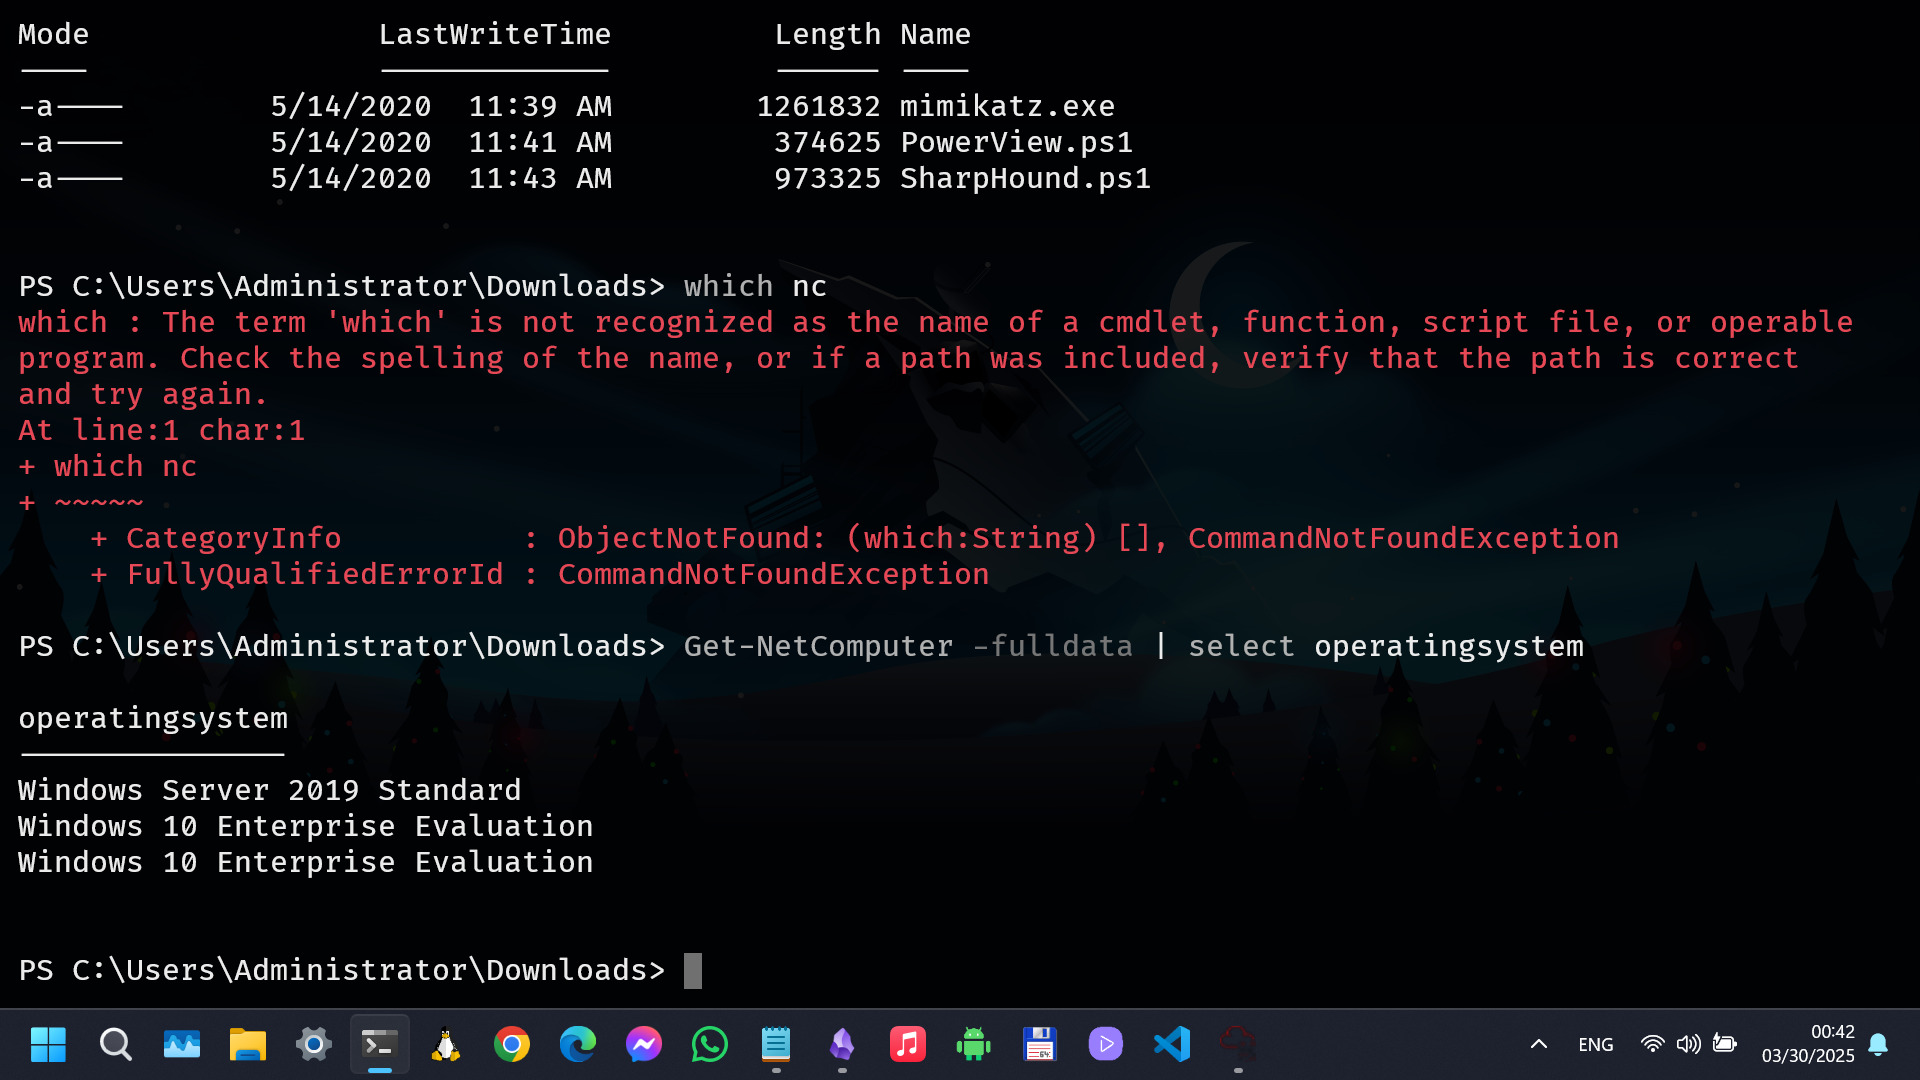 Mode                LastWriteTime         Length Name
----                -------------         ------ ----
-a----        5/14/2020  11:39 AM        1261832 mimikatz.exe
-a----        5/14/2020  11:41 AM         374625 PowerView.ps1
-a----        5/14/2020  11:43 AM         973325 SharpHound.ps1
PS C:\Users\Administrator\Downloads> which nc
which : The term 'which' is not recognized as the name of a cmdlet, function, script file, or operable
program. Check the spelling of the name, or if a path was included, verify that the path is correct
and try again.
At line:1 char:1
+ which nc
+ ~~~~~
    + CategoryInfo          : ObjectNotFound: (which:String) [], CommandNotFoundException
    + FullyQualifiedErrorId : CommandNotFoundException
PS C:\Users\Administrator\Downloads> Get-NetComputer -fulldata | select operatingsystem
operatingsystem
---------------
Windows Server 2019 Standard
Windows 10 Enterprise Evaluation
Windows 10 Enterprise Evaluation
PS C:\Users\Administrator\Downloads>
64
ENG
00:42
03/30/2025